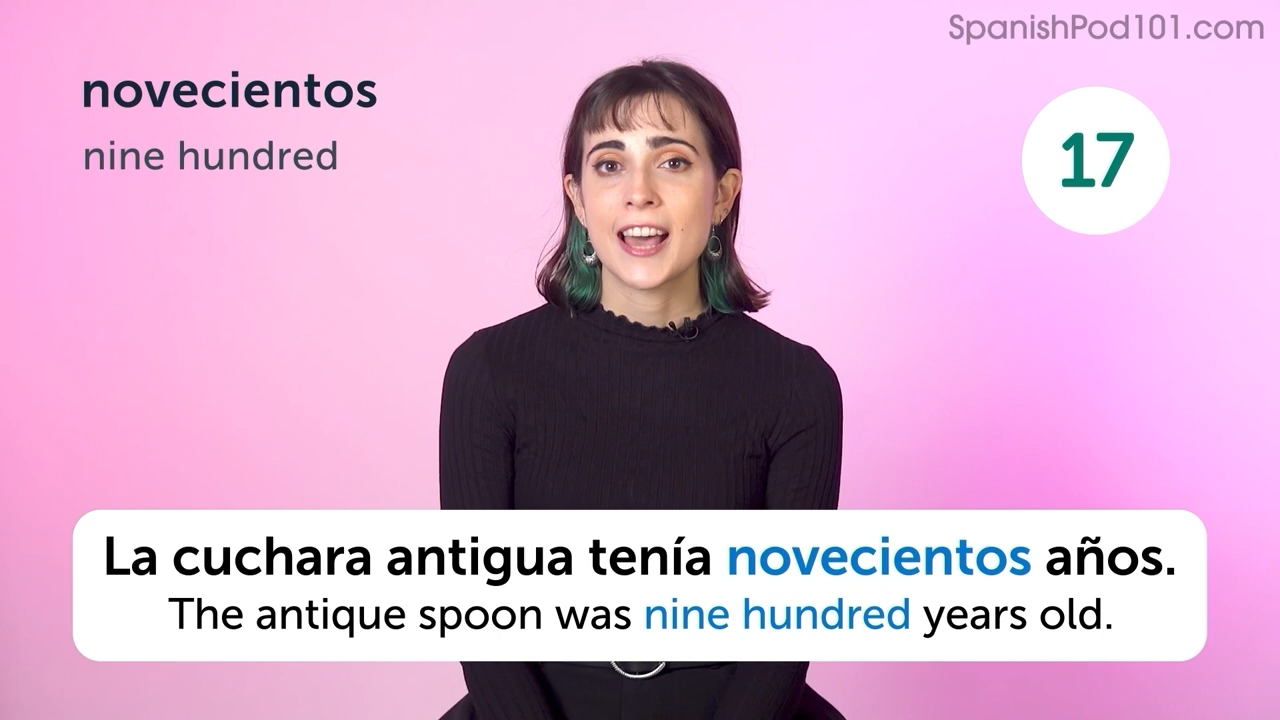 SpanishPod101.com
novecientos
nine hundred
17
La cuchara antigua tenía novecientos años.
The antique spoon was nine hundred years old.